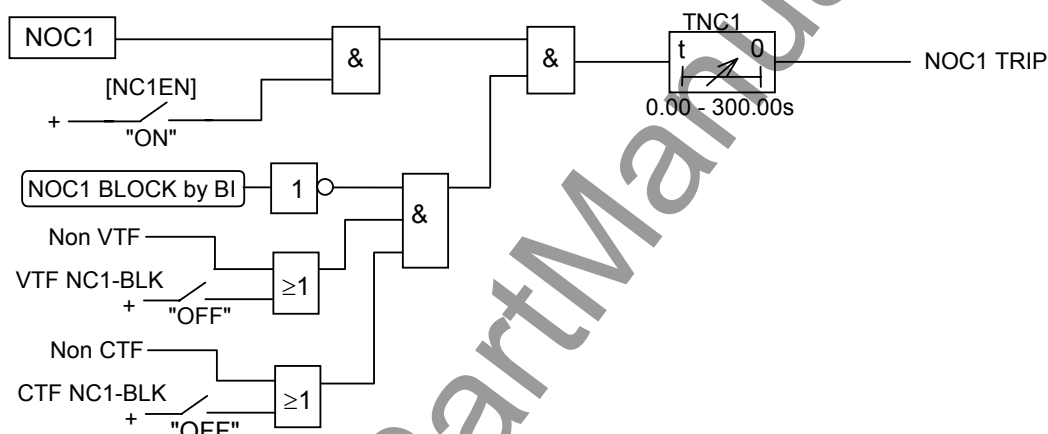 TNC1
NOC1
&
&
t 0
NOC1 TRIP
[NC1EN]
0.00 - 300.00s
+
"ON"
NOC1 BLOCK by BI
1
&
Non VTF
VTF NC1-BLK
≥1
+
"OFF"
Non CTF
CTF NC1-BLK
≥1
+
"OFF"